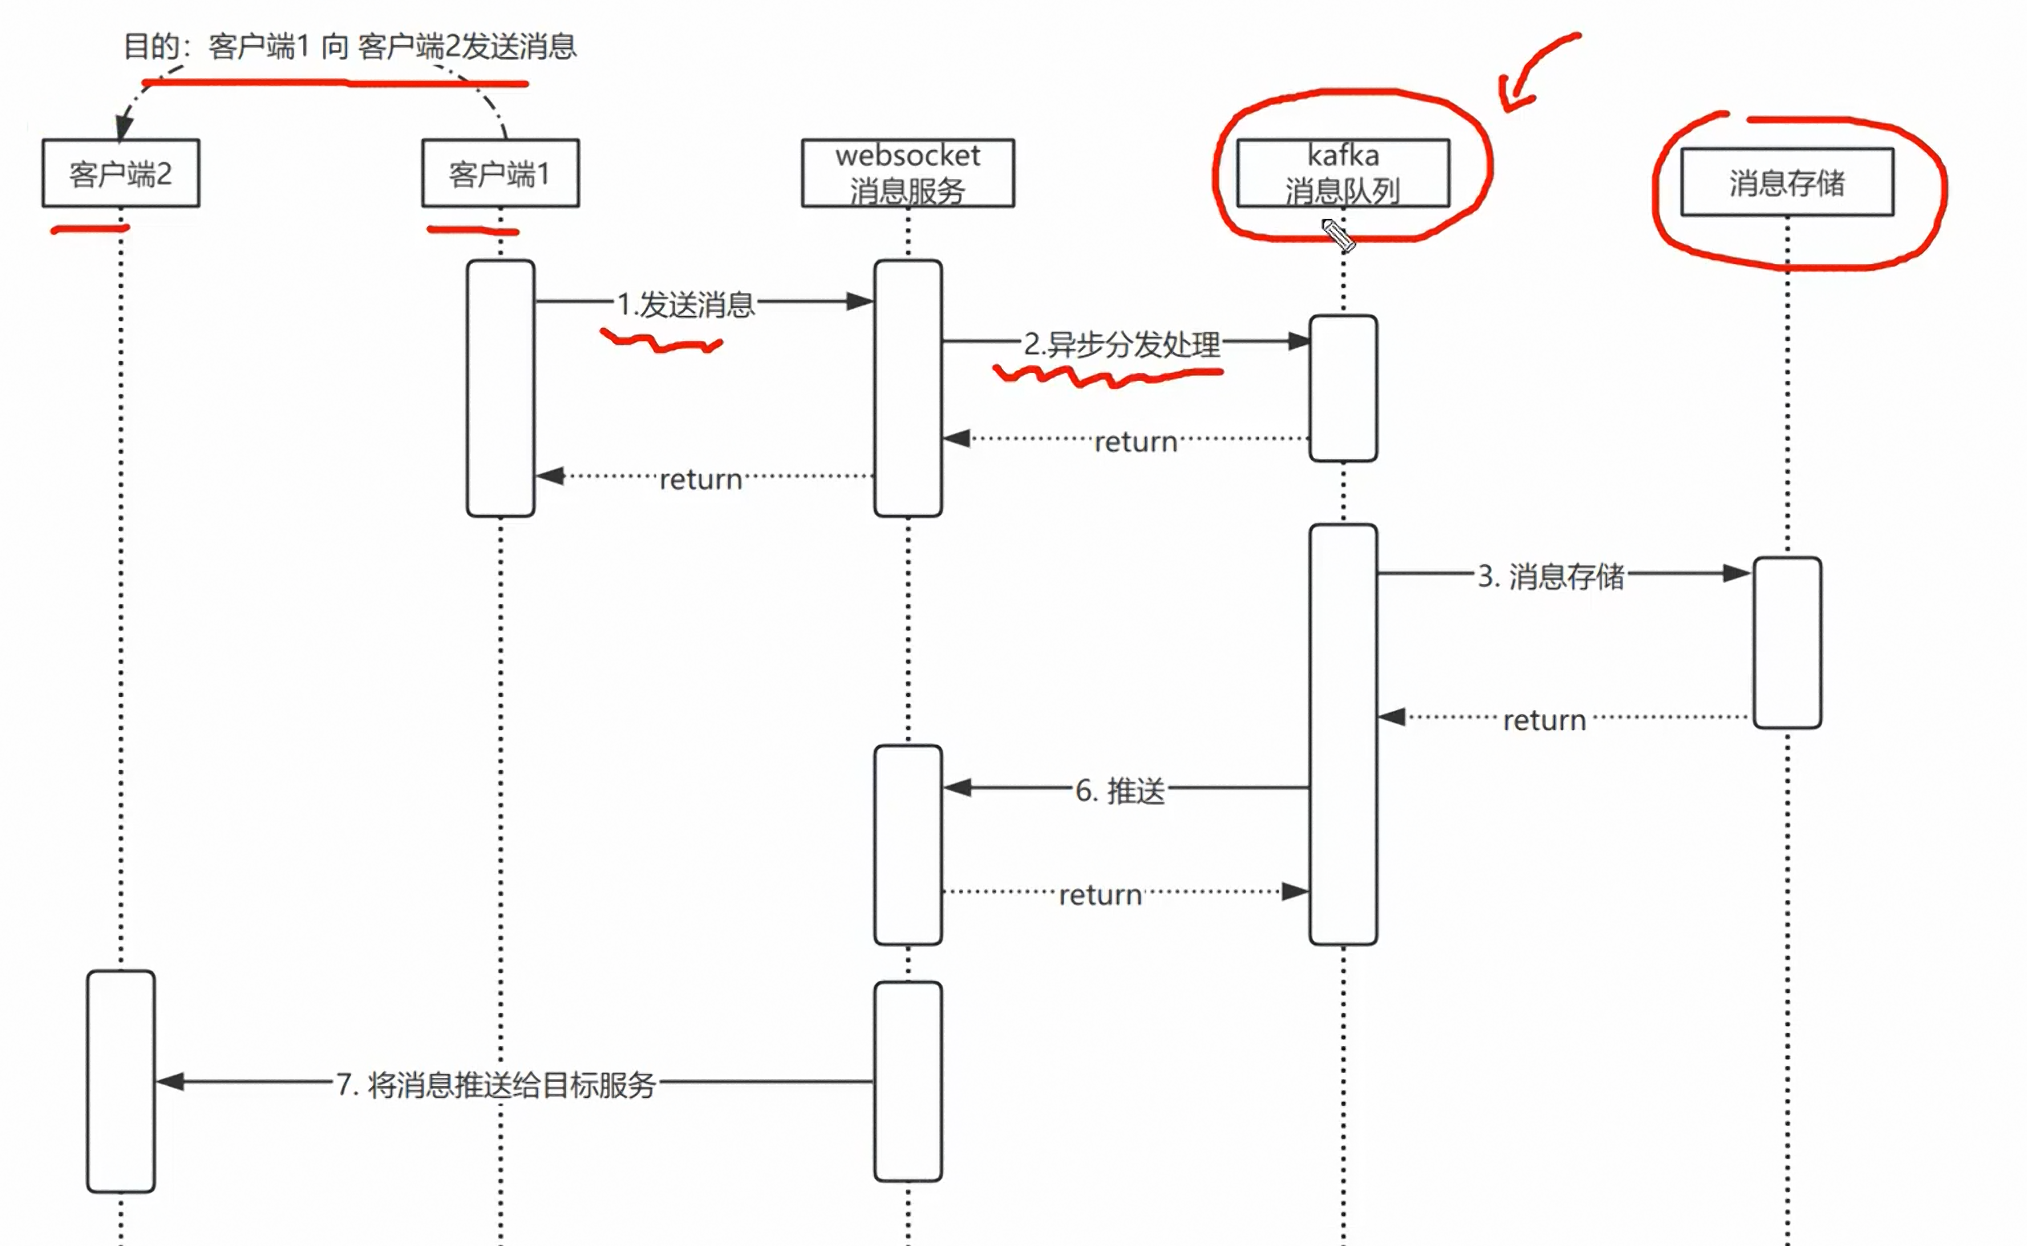 目的：客户端1 向 客户端2发送消息
客户端2
客户端1
websocket
消息服务
kafka
消息队列
消息存储
1.发送消息
2.异步分发处理
return
return
3. 消息存储
return
6. 推送
return
7. 将消息推送给目标服务